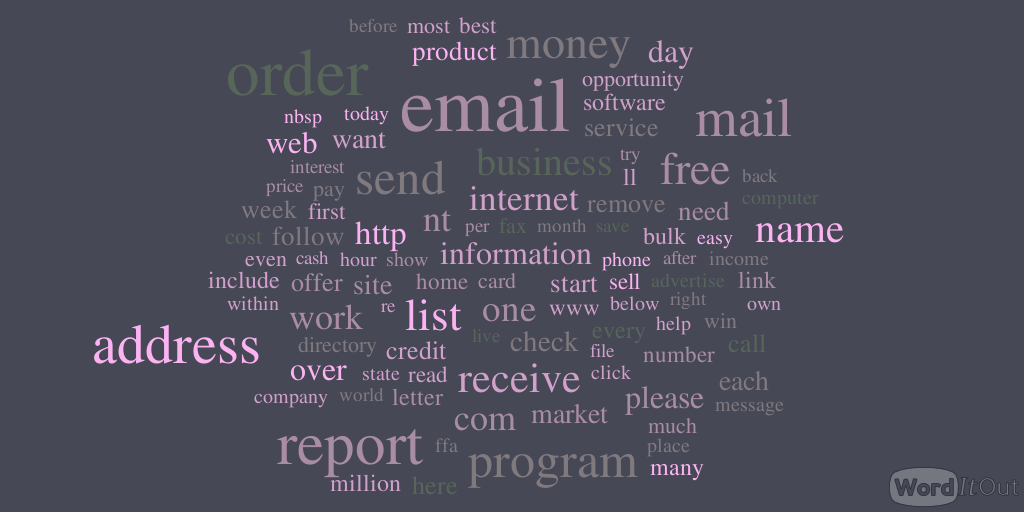 before most best
product money day
order
opportunity
email software
nbsp today mail
service
web want
business try
interest free back
send ll
price pay
internet remove computer
week first need
nt per fax month save
name
cost follow http bulk easy
even cash hour show information phone after income
include offer site home card start sell advertise link
within re list one www below right own
work
live every help win
address directory credit check file number call
over state read receive click each
company world letter please message
com market much
report ffa program place
many
million here
WordItOut